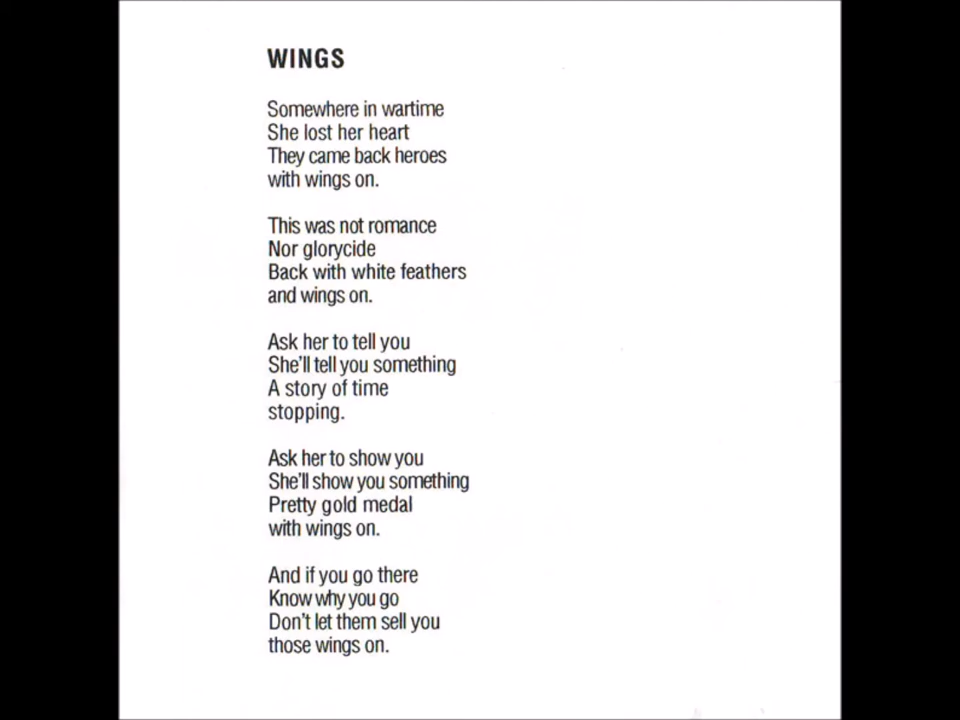 WINGS
Somewhere in wartime
She lost her heart
They came back heroes
with wings on.
This was not romance
Nor glorycide
Back with white feathers
and wings on.
Ask her to tell you
She'll tell you something
A story of time
stopping.
Ask her to show you
She'll show you something
Pretty gold medal
with wings on.
And if you go there
Know why you go
Don't let them sell you
those wings on.